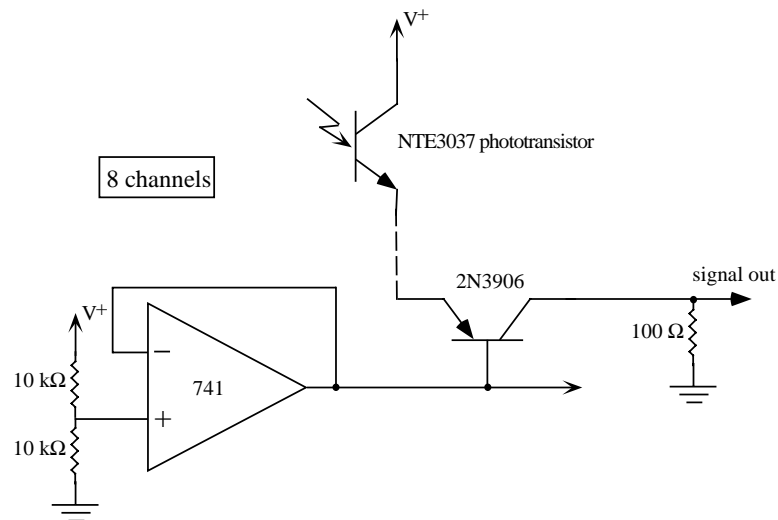 V+
NTE3037 phototransistor
8 channels
2N3906
signal out
V+
100 Ω
10 kΩ
741
10 kΩ